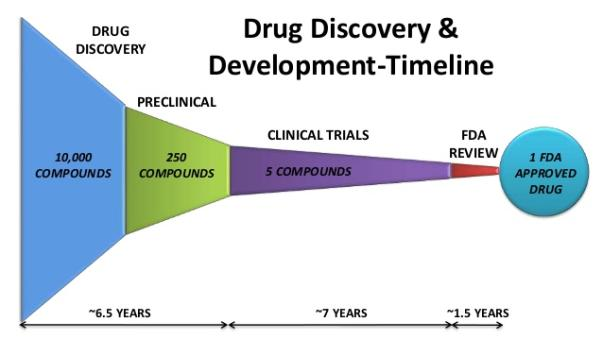 Drug Discovery &
Development-Timeline
DRUG
DISCOVERY
PRECLINICAL
CLINICAL TRIALS
FDA
REVIEW
10,000
COMPOUNDS
250
COMPOUNDS
5 COMPOUNDS
1 FDA
APPROVED
DRUG
~6.5 YEARS
~7 YEARS
~1.5 YEARS